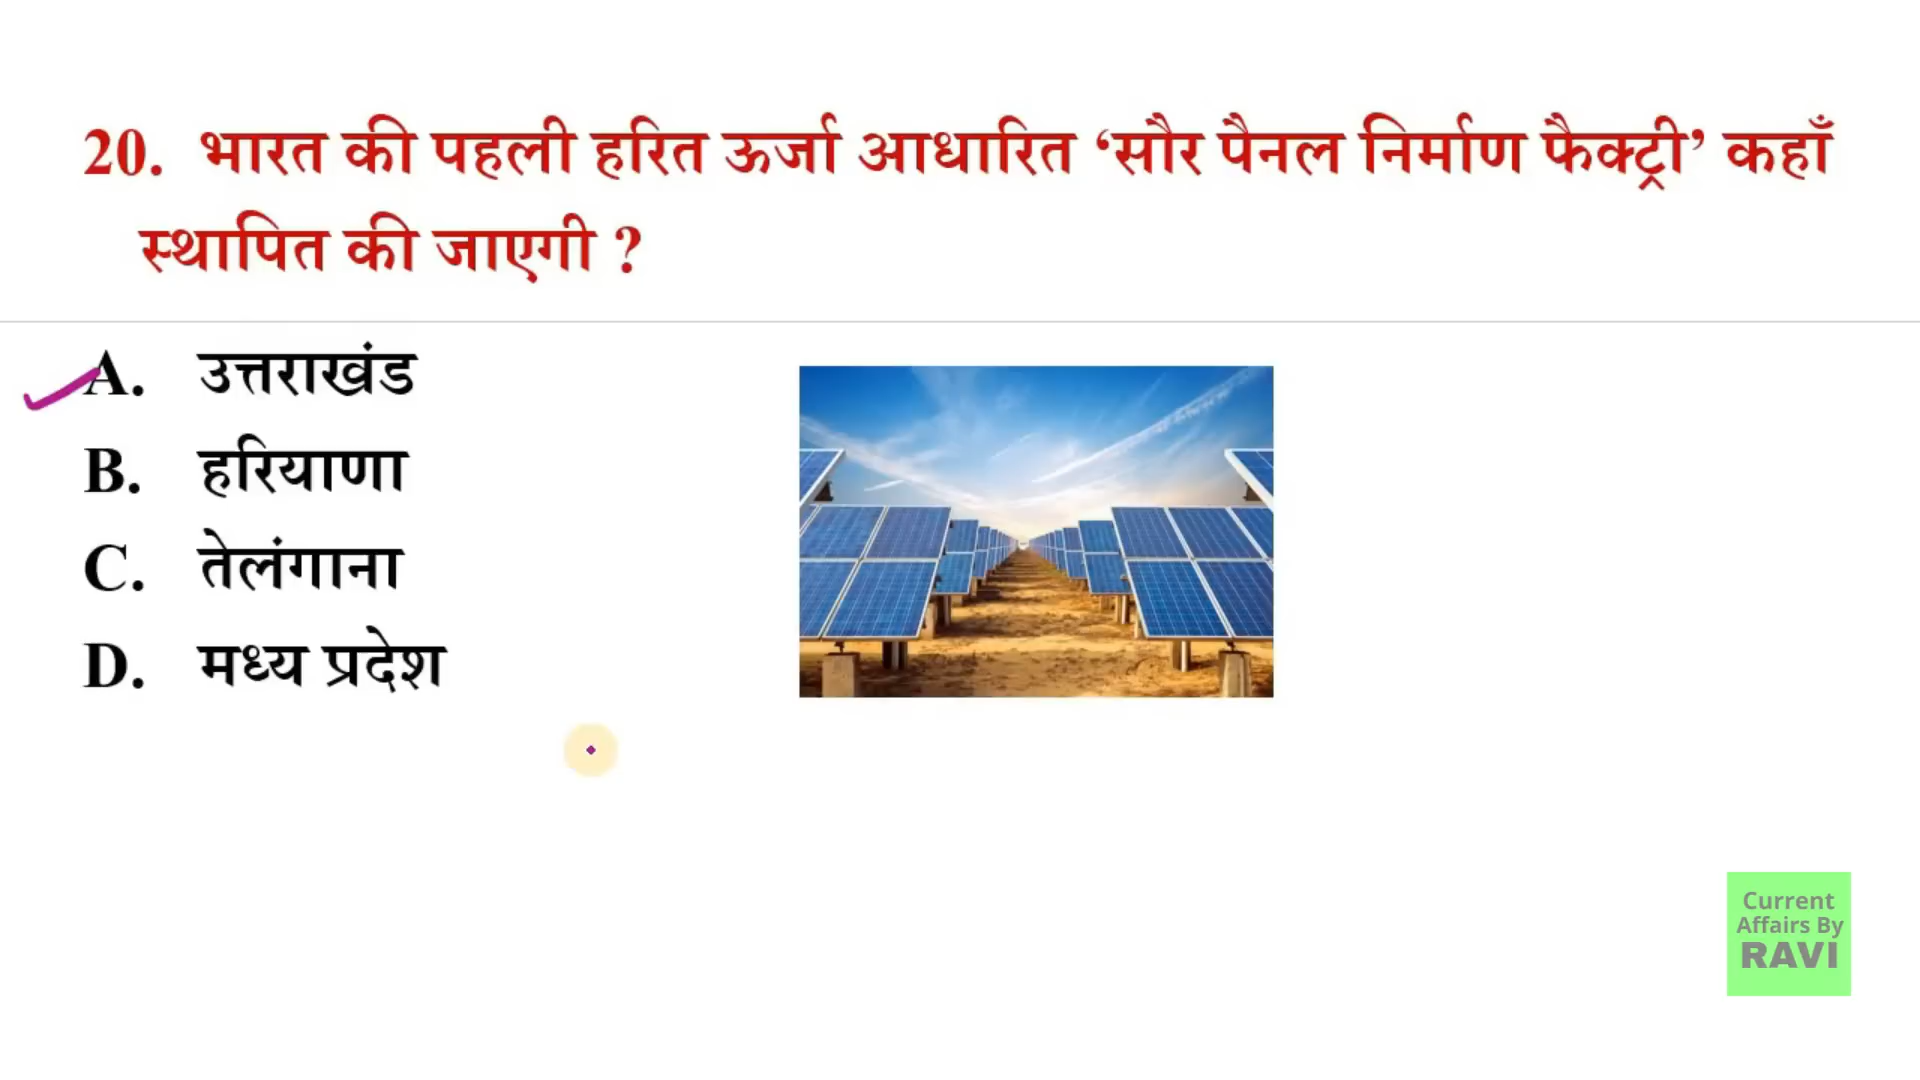 20. भारत की पहली हरित ऊर्जा आधारित ‘सौर पैनल निर्माण फैक्ट्री’ कहाँ
स्थापित की जाएगी ?
A. उत्तराखंड
B. हरियाणा
C. तेलंगाना
D. मध्य प्रदेश
Current
Affairs By
RAVI